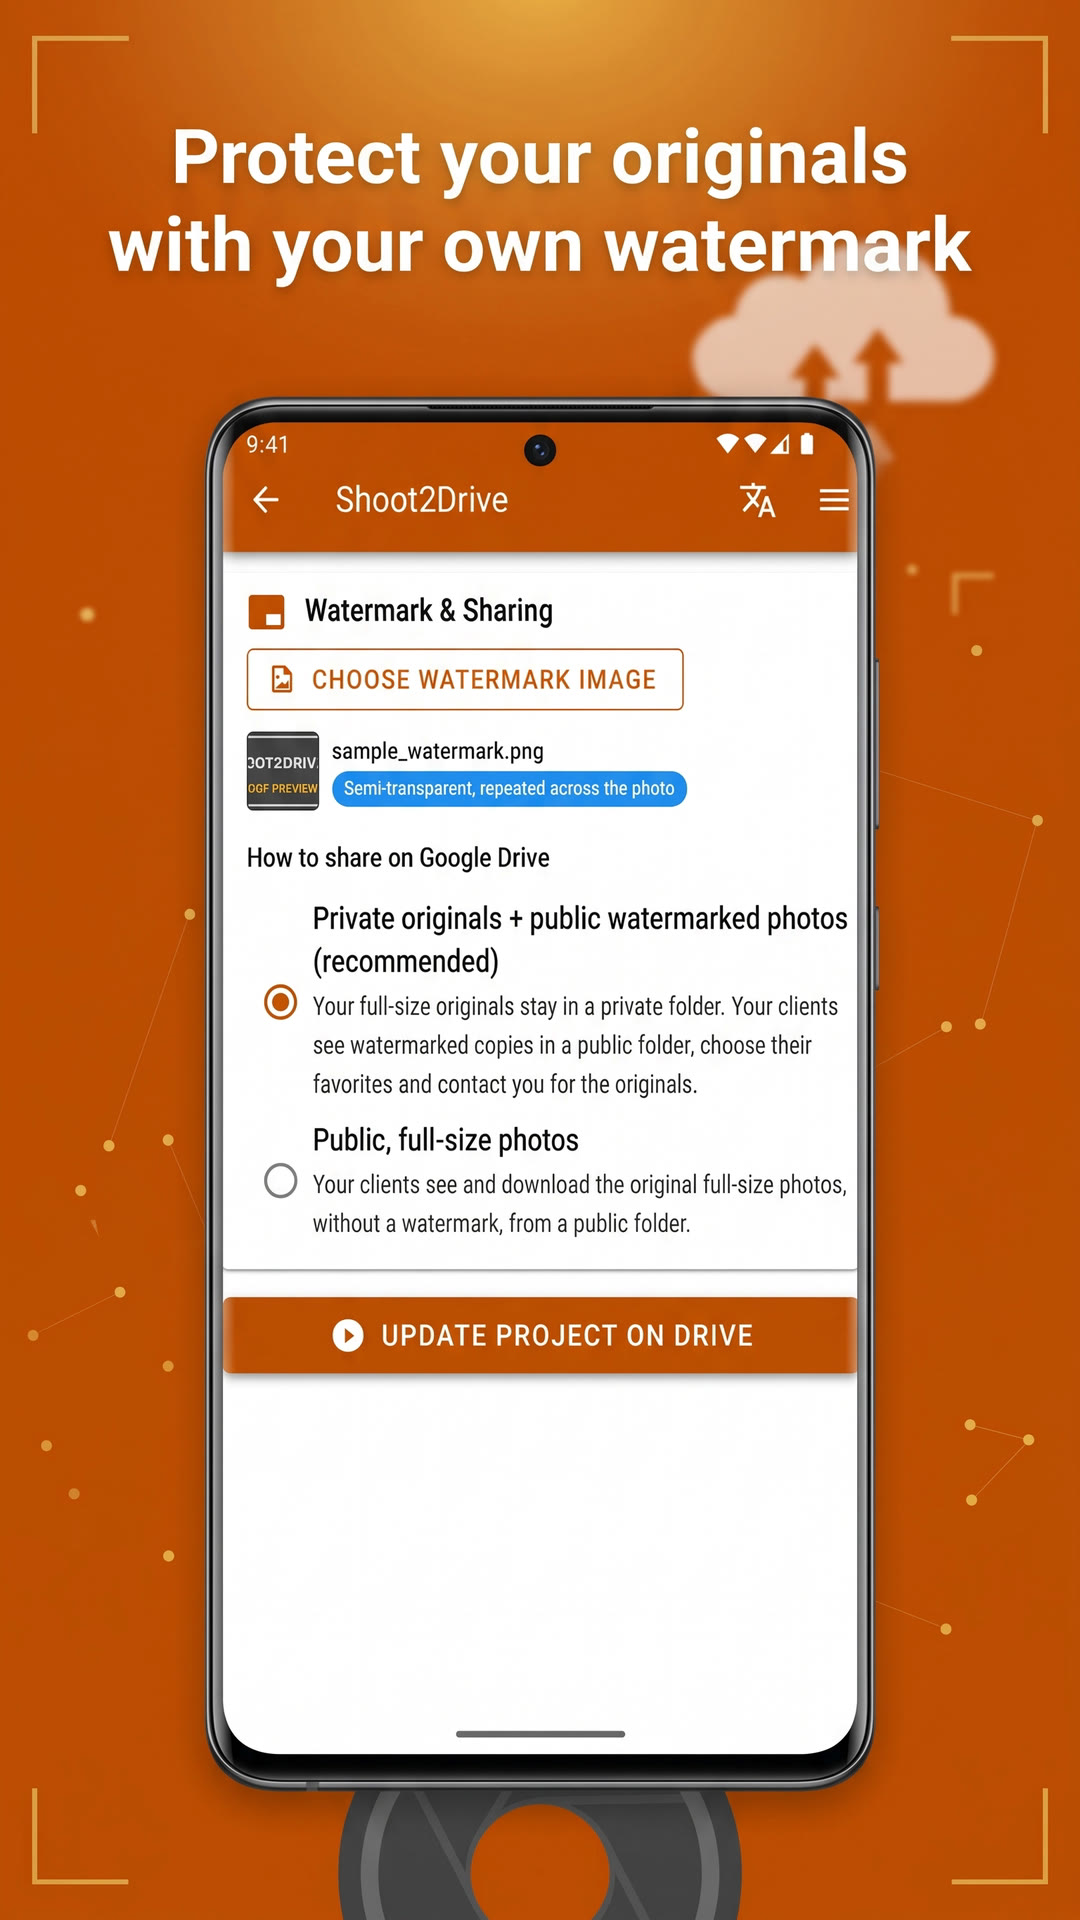 Protect your originals
with your own watermark
9:41
Shoot2Drive
Watermark & Sharing
CHOOSE WATERMARK IMAGE
OOT2DRIV
OGF PREVIEW
sample_watermark.png
Semi-transparent, repeated across the photo
How to share on Google Drive
Private originals + public watermarked photos
(recommended)
Your full-size originals stay in a private folder. Your clients
see watermarked copies in a public folder, choose their
favorites and contact you for the originals.
Public, full-size photos
Your clients see and download the original full-size photos,
without a watermark, from a public folder.
UPDATE PROJECT ON DRIVE